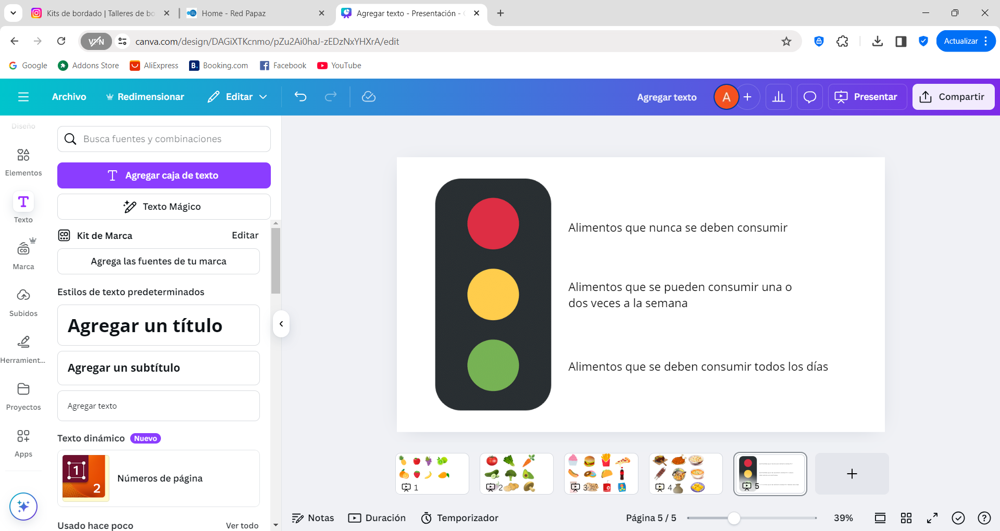 Kits de bordado | Talleres de bo
Home - Red Papaz
Agregar texto - Presentación -
VPN
canva.com/design/DAGiXTKcnmo/pZu2Ai0haJ-zEDzNxYHXrA/edit
Actualizar
Google
Addons Store
AliExpress
B.
Booking.com
Facebook
YouTube
Archivo
Redimensionar
Editar
Agregar texto
A
Presentar
Compartir
Diseño
Elementos
Texto
Marca
Subidos
Herramient...
Proyectos
Apps
Busca fuentes y combinaciones
Agregar caja de texto
Texto Mágico
Kit de Marca
Editar
Agrega las fuentes de tu marca
Estilos de texto predeterminados
Agregar un título
Agregar un subtítulo
Agregar texto
Texto dinámico
Nuevo
1
2
Números de página
Usado hace poco
Ver todo
Alimentos que nunca se deben consumir
Alimentos que se pueden consumir una o
dos veces a la semana
Alimentos que se deben consumir todos los días
1
2
3
4
5
Notas
Duración
Temporizador
Página 5 / 5
39%